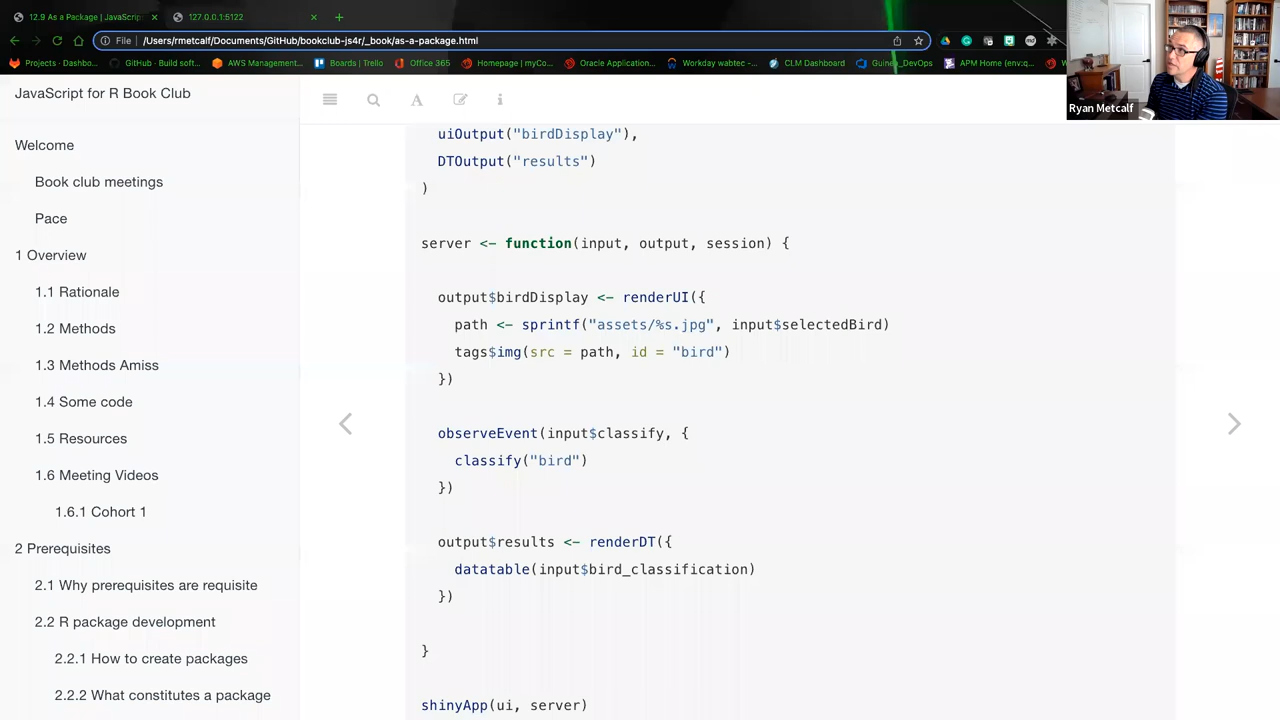 12.9 As a Package | JavaScrip
127.0.0.1:5122
File
/Users/rmetcalf/Documents/GitHub/bookclub-js4r/_book/as-a-package.html
Projects · Dashbo...
GitHub · Build soft...
AWS Management...
Boards | Trello
Office 365
Homepage | myCo...
Oracle Application...
Workday wabtec -...
CLM Dashboard
Guinea_DevOps
APM Home (env:q...
Ryan Metcalf
JavaScript for R Book Club
Welcome
Book club meetings
Pace
1 Overview
1.1 Rationale
1.2 Methods
1.3 Methods Amiss
1.4 Some code
1.5 Resources
1.6 Meeting Videos
1.6.1 Cohort 1
2 Prerequisites
2.1 Why prerequisites are requisite
2.2 R package development
2.2.1 How to create packages
2.2.2 What constitutes a package
uiOutput("birdDisplay"),
DTOutput("results")
)
server <- function(input, output, session) {
output$birdDisplay <- renderUI({
path <- sprintf("assets/%s.jpg", input$selectedBird)
tags$img(src = path, id = "bird")
})
observeEvent(input$classify, {
classify("bird")
})
output$results <- renderDT({
datatable(input$bird_classification)
})
}
shinyApp(ui, server)